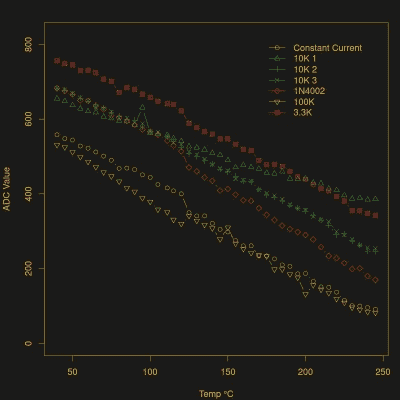 Constant Current
10K 1
10K 2
10K 3
1N4002
100K
3.3K
800
600
400
200
0
ADC Value
50
100
150
200
250
Temp °C